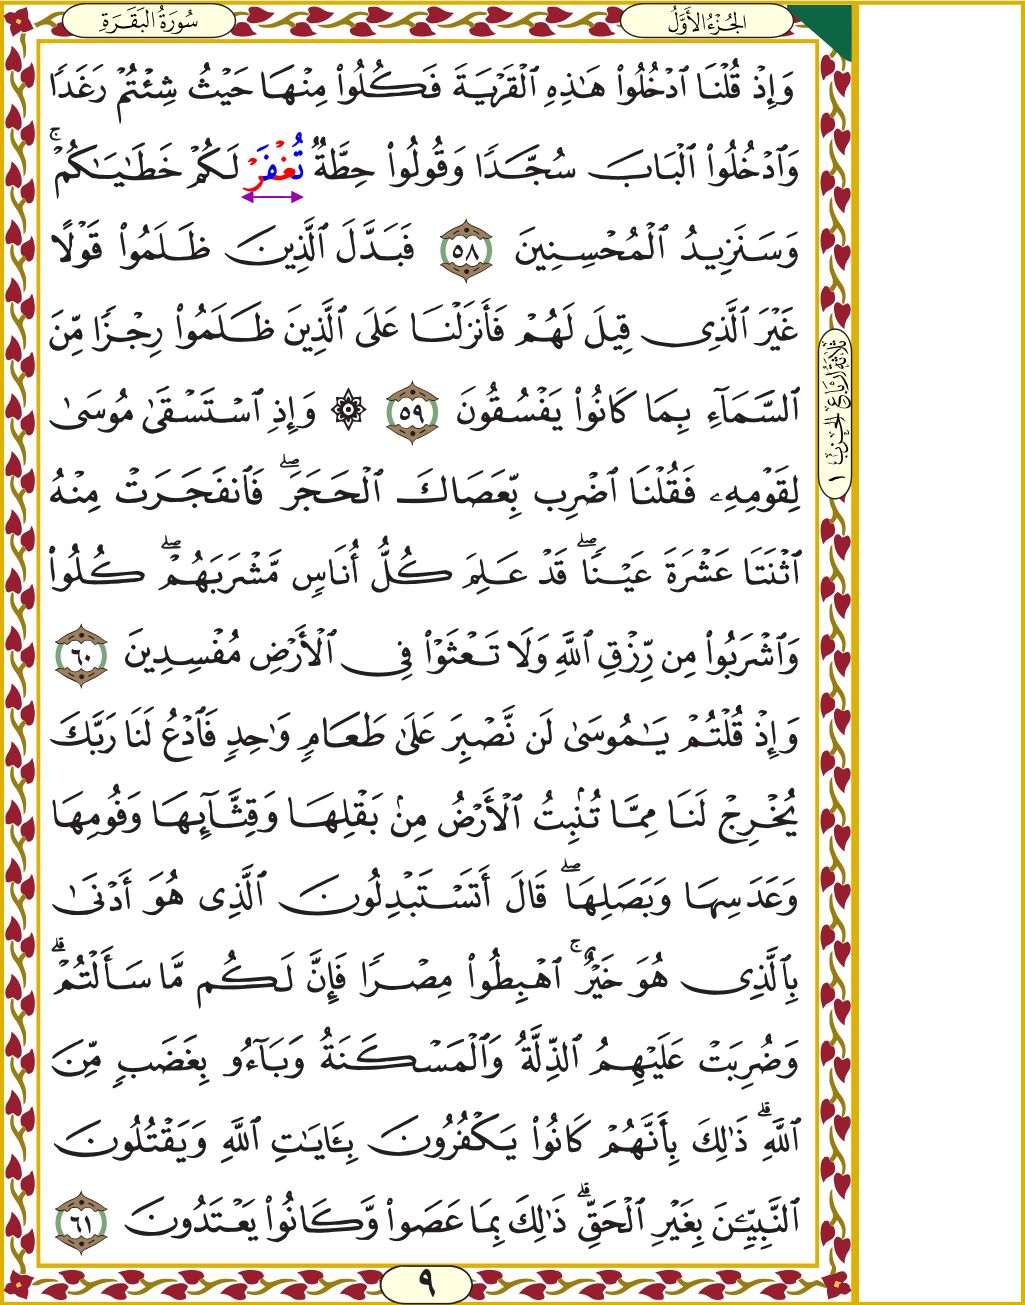 سُورَةُ البَقَرَةِ
الجُزْءُ الأَوَّلُ
وَإِذۡ قُلۡنَا ٱدۡخُلُواْ هَٰذِهِ ٱلۡقَرۡيَةَ فَكُلُواْ مِنۡهَا حَيۡثُ شِئۡتُمۡ رَغَدٗا
وَٱدۡخُلُواْ ٱلۡبَابَ سُجَّدٗا وَقُولُواْ حِطَّةٞ تُغۡفَرۡ لَكُمۡ خَطَٰيَٰكُمۡۚ
وَسَنَزِيدُ ٱلۡمُحۡسِنِينَ ٥٨ فَبَدَّلَ ٱلَّذِينَ ظَلَمُواْ قَوۡلًا
غَيۡرَ ٱلَّذِي قِيلَ لَهُمۡ فَأَنزَلۡنَا عَلَى ٱلَّذِينَ ظَلَمُواْ رِجۡزٗا مِّنَ
ٱلسَّمَآءِ بِمَا كَانُواْ يَفۡسُقُونَ ٥٩ ۞ وَإِذِ ٱسۡتَسۡقَىٰ مُوسَىٰ
لِقَوۡمِهِۦ فَقُلۡنَا ٱضۡرِب بِّعَصَاكَ ٱلۡحَجَرَۖ فَٱنفَجَرَتۡ مِنۡهُ
ٱثۡنَتَا عَشۡرَةَ عَيۡنٗاۖ قَدۡ عَلِمَ كُلُّ أُنَاسٖ مَّشۡرَبَهُمۡۖ كُلُواْ
وَٱشۡرَبُواْ مِن رِّزۡقِ ٱللَّهِ وَلَا تَعۡثَوۡاْ فِي ٱلۡأَرۡضِ مُفۡسِدِينَ ٦٠
وَإِذۡ قُلۡتُمۡ يَٰمُوسَىٰ لَن نَّصۡبِرَ عَلَىٰ طَعَامٖ وَٰحِدٖ فَٱدۡعُ لَنَا رَبَّكَ
يُخۡرِجۡ لَنَا مِمَّا تُنۢبِتُ ٱلۡأَرۡضُ مِنۢ بَقۡلِهَا وَقِثَّآئِهَا وَفُومِهَا
وَعَدَسِهَا وَبَصَلِهَاۖ قَالَ أَتَسۡتَبۡدِلُونَ ٱلَّذِي هُوَ أَدۡنَىٰ
بِٱلَّذِي هُوَ خَيۡرٌۚ ٱهۡبِطُواْ مِصۡرٗا فَإِنَّ لَكُم مَّا سَأَلۡتُمۡۗ
وَضُرِبَتۡ عَلَيۡهِمُ ٱلذِّلَّةُ وَٱلۡمَسۡكَنَةُ وَبَآءُو بِغَضَبٖ مِّنَ
ٱللَّهِۗ ذَٰلِكَ بِأَنَّهُمۡ كَانُواْ يَكۡفُرُونَ بِـَٔايَٰتِ ٱللَّهِ وَيَقۡتُلُونَ
ٱلنَّبِيِّـۧنَ بِغَيۡرِ ٱلۡحَقِّۗ ذَٰلِكَ بِمَا عَصَواْ وَّكَانُواْ يَعۡتَدُونَ ٦١
ثَلَاثَةُ أَرْبَاعِ الحِزْبِ ١
٩